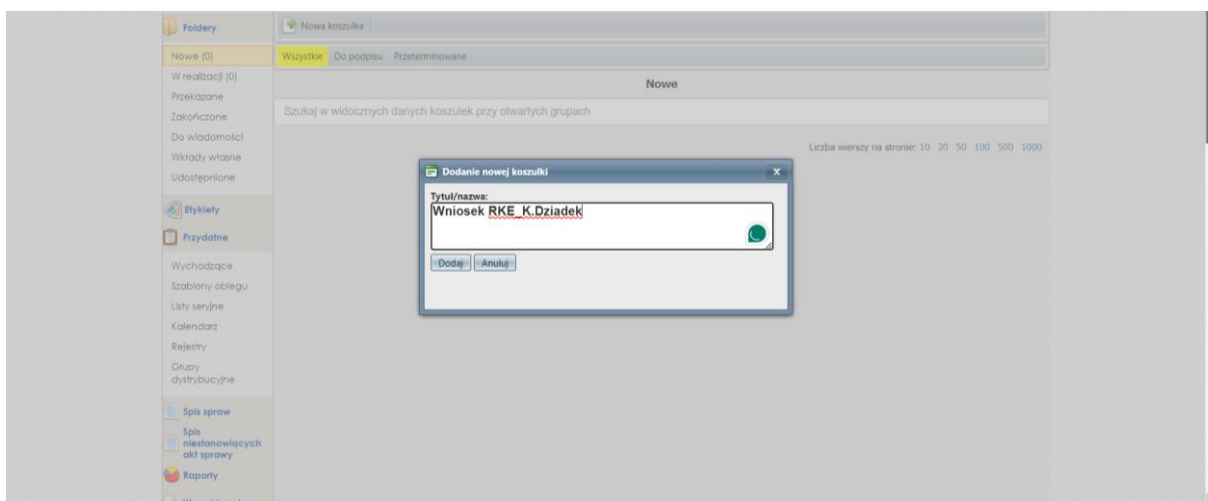 Foldery
Nowa koszulka
Nowe (0)
Wszystkie Do podpisu Przeterminowane
W realizacji (0)
Nowe
Przekazane
Szukaj w widocznych danych koszulek przy otwartych grupach
Zakończone
Do wiadomości
Liczba wierszy na stronie: 10 20 50 100 500 1000
Wkłady własne
Udostępnione
Dodanie nowej koszulki
x
Tytuł/nazwa:
Wniosek RKE_K.Dziadek
Dodaj Anuluj
Etykiety
Przydatne
Wychodzące
Szablony obiegu
Listy seryjne
Kalendarz
Rejestry
Grupy
dystrybucyjne
Spis spraw
Spis
niestanowiących
akt sprawy
Raporty